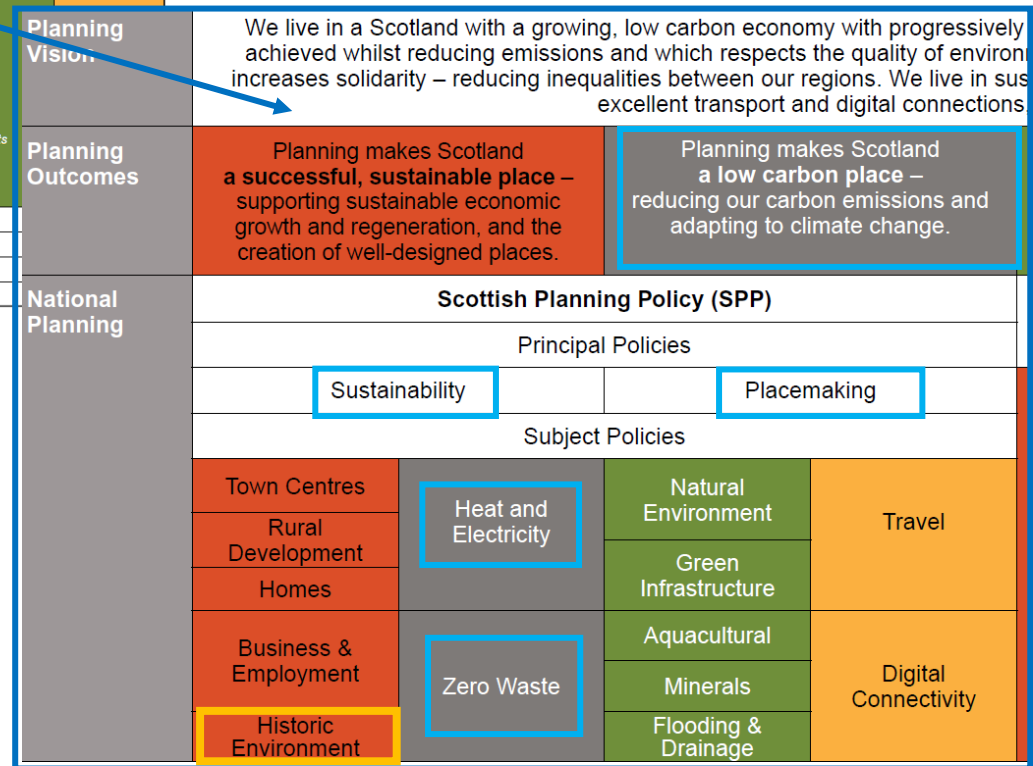 Planning
Vision
We live in a Scotland with a growing, low carbon economy with progressively
achieved whilst reducing emissions and which respects the quality of
increases solidarity – reducing inequalities between our regions. We live in
excellent transport and digital connections.
Planning
Outcomes
Planning makes Scotland
a successful, sustainable place –
supporting sustainable economic
growth and regeneration, and the
creation of well-designed places.
Planning makes Scotland
a low carbon place –
reducing our carbon emissions and
adapting to climate change.
National
Planning
Scottish Planning Policy (SPP)
Principal Policies
Sustainability
Placemaking
Subject Policies
Town Centres
Rural
Development
Homes
Business &
Employment
Historic
Environment
Heat and
Electricity
Zero Waste
Natural
Environment
Green
Infrastructure
Aquacultural
Minerals
Flooding &
Drainage
Travel
Digital
Connectivity